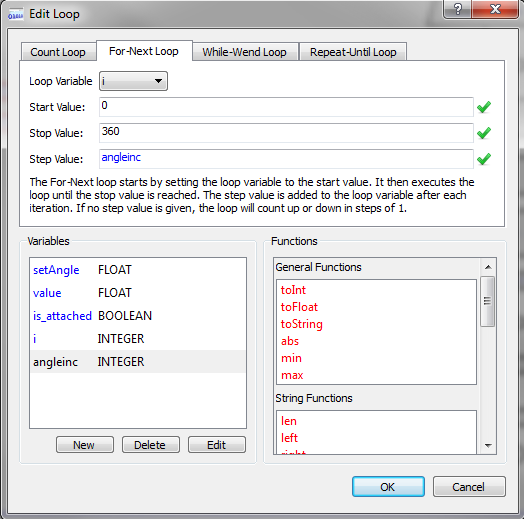 Edit Loop
Count Loop For-Next Loop While-Wend Loop Repeat-Until Loop
Loop Variable i
Start Value: 0
Stop Value: 360
Step Value: angleinc
The For-Next loop starts by setting the loop variable to the start value. It then executes the
loop until the stop value is reached. The step value is added to the loop variable after each
iteration. If no step value is given, the loop will count up or down in steps of 1.
Variables
setAngle FLOAT
value FLOAT
is_attached BOOLEAN
i INTEGER
angleinc INTEGER
New Delete Edit
Functions
General Functions
toInt
toFloat
toString
abs
min
max
String Functions
len
left
right
OK Cancel